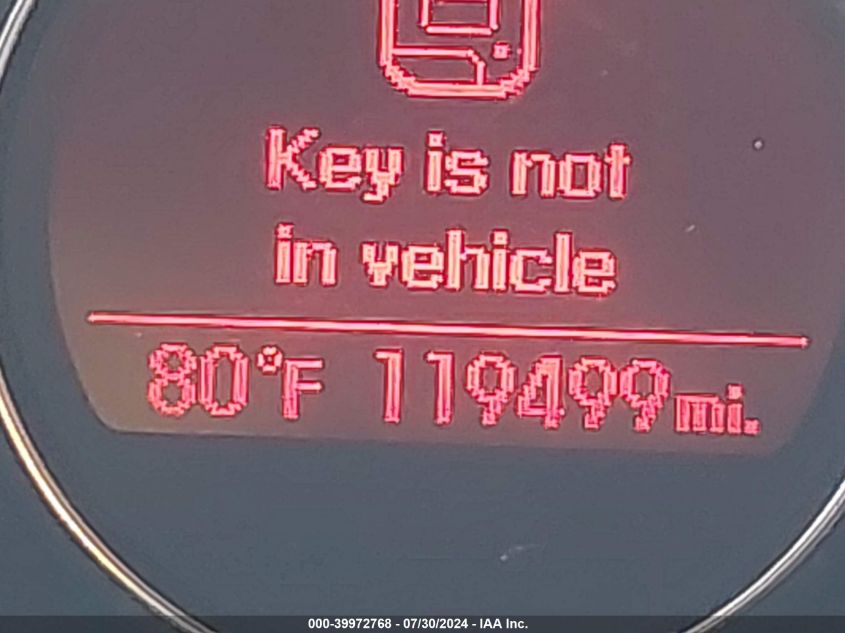 Key is not
in vehicle
80°F 119499mi.
000-39972768 - 07/30/2024 - IAA Inc.